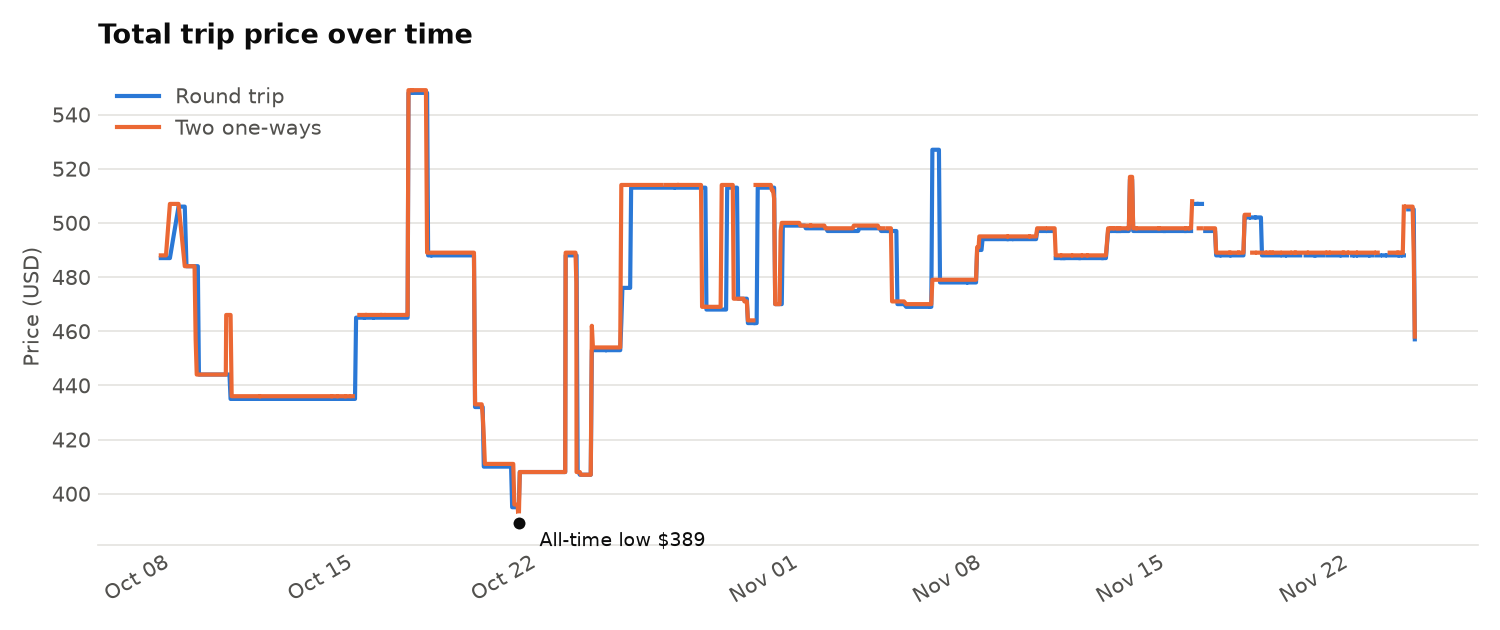 Total trip price over time
Round trip
Two one-ways
540
520
500
480
460
440
420
400
Price (USD)
All-time low $389
Oct 08
Oct 15
Oct 22
Nov 01
Nov 08
Nov 15
Nov 22